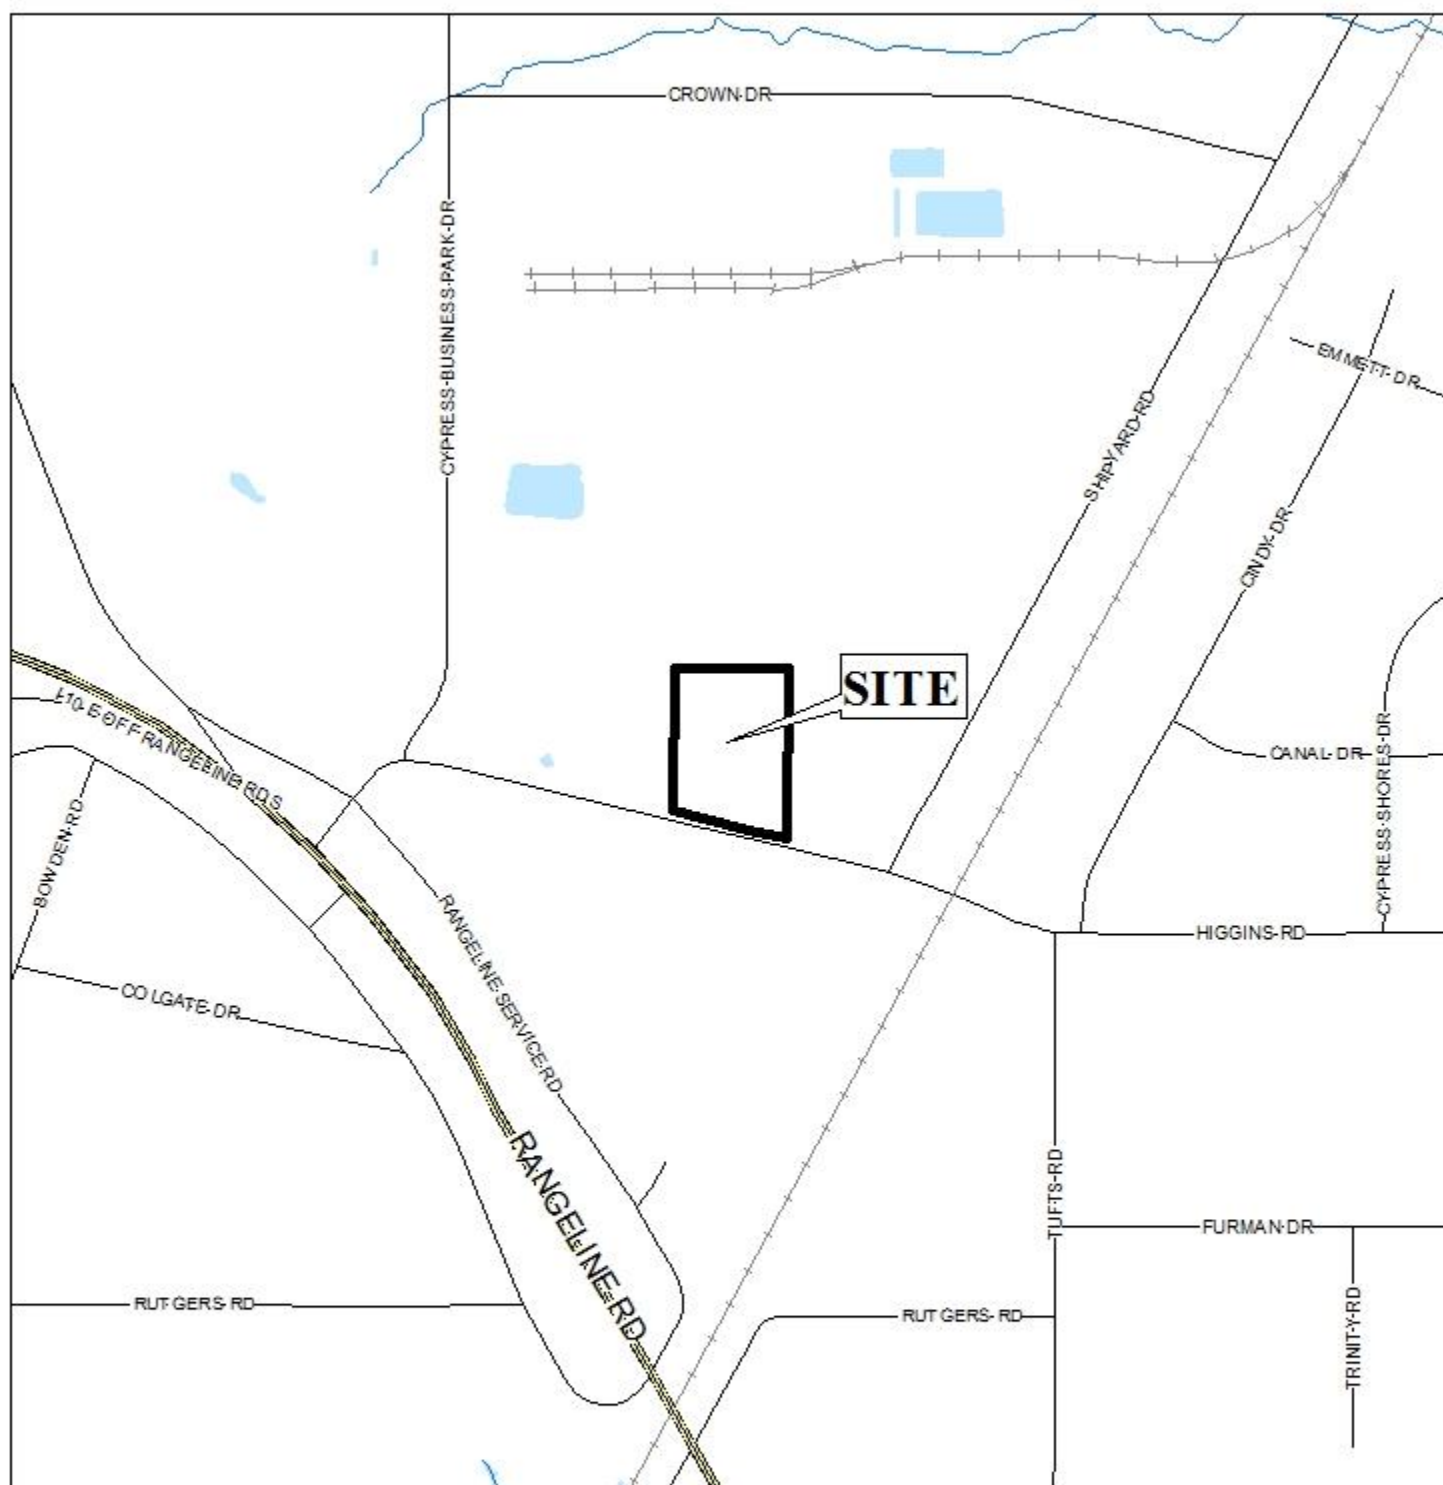 CROWN DR
CYPRESS BUSINESS PARK DR
EMMETT DR
SHIPYARD RD
CINDY DR
SITE
I-10 E OFF RANGELINE RD S
CANAL DR
CYPRESS SHORES DR
BOWDEN RD
RANGELINE SERVICE RD
HIGGINS RD
COLGATE DR
RANGELINE RD
TUFTS RD
FURMAN DR
RUTGERS RD
RUTGERS RD
TRINITY RD